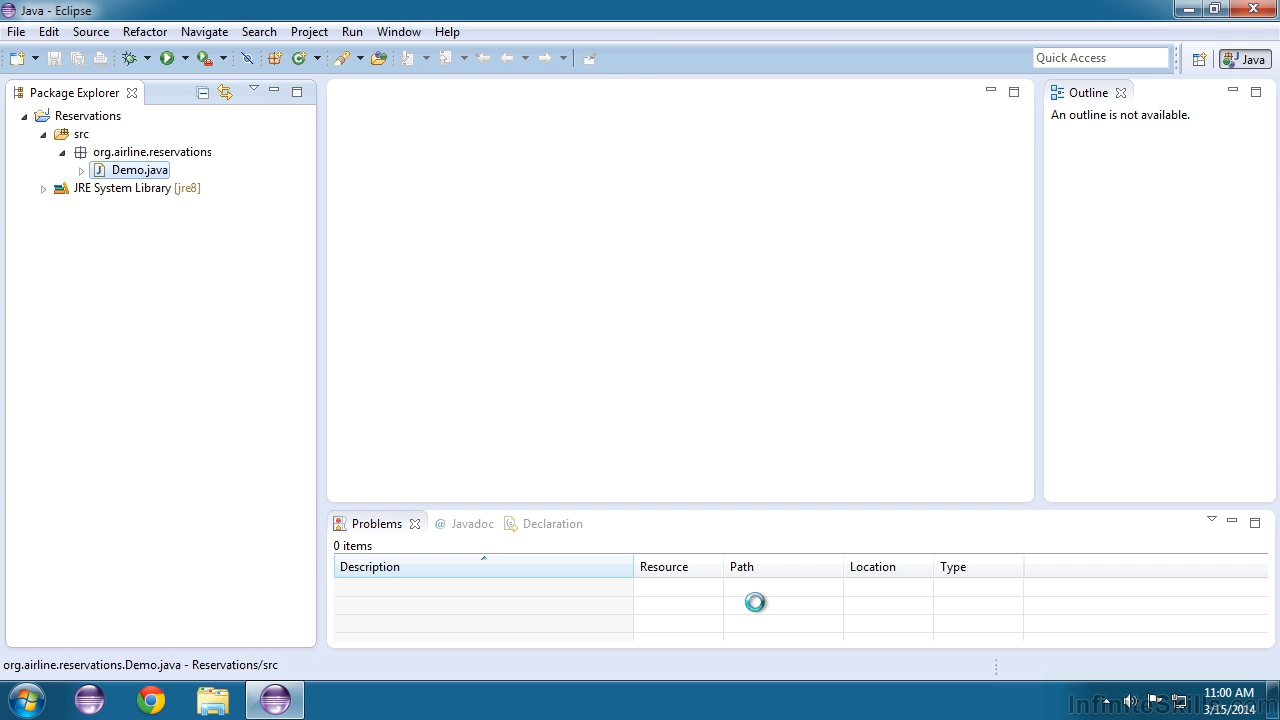 Java - Eclipse
File Edit Source Refactor Navigate Search Project Run Window Help
Quick Access
Java
Package Explorer
Reservations
src
org.airline.reservations
Demo.java
JRE System Library [jre8]
Outline
An outline is not available.
Problems @ Javadoc Declaration
0 items
Description Resource Path Location Type
org.airline.reservations.Demo.java - Reservations/src
11:00 AM
3/15/2014